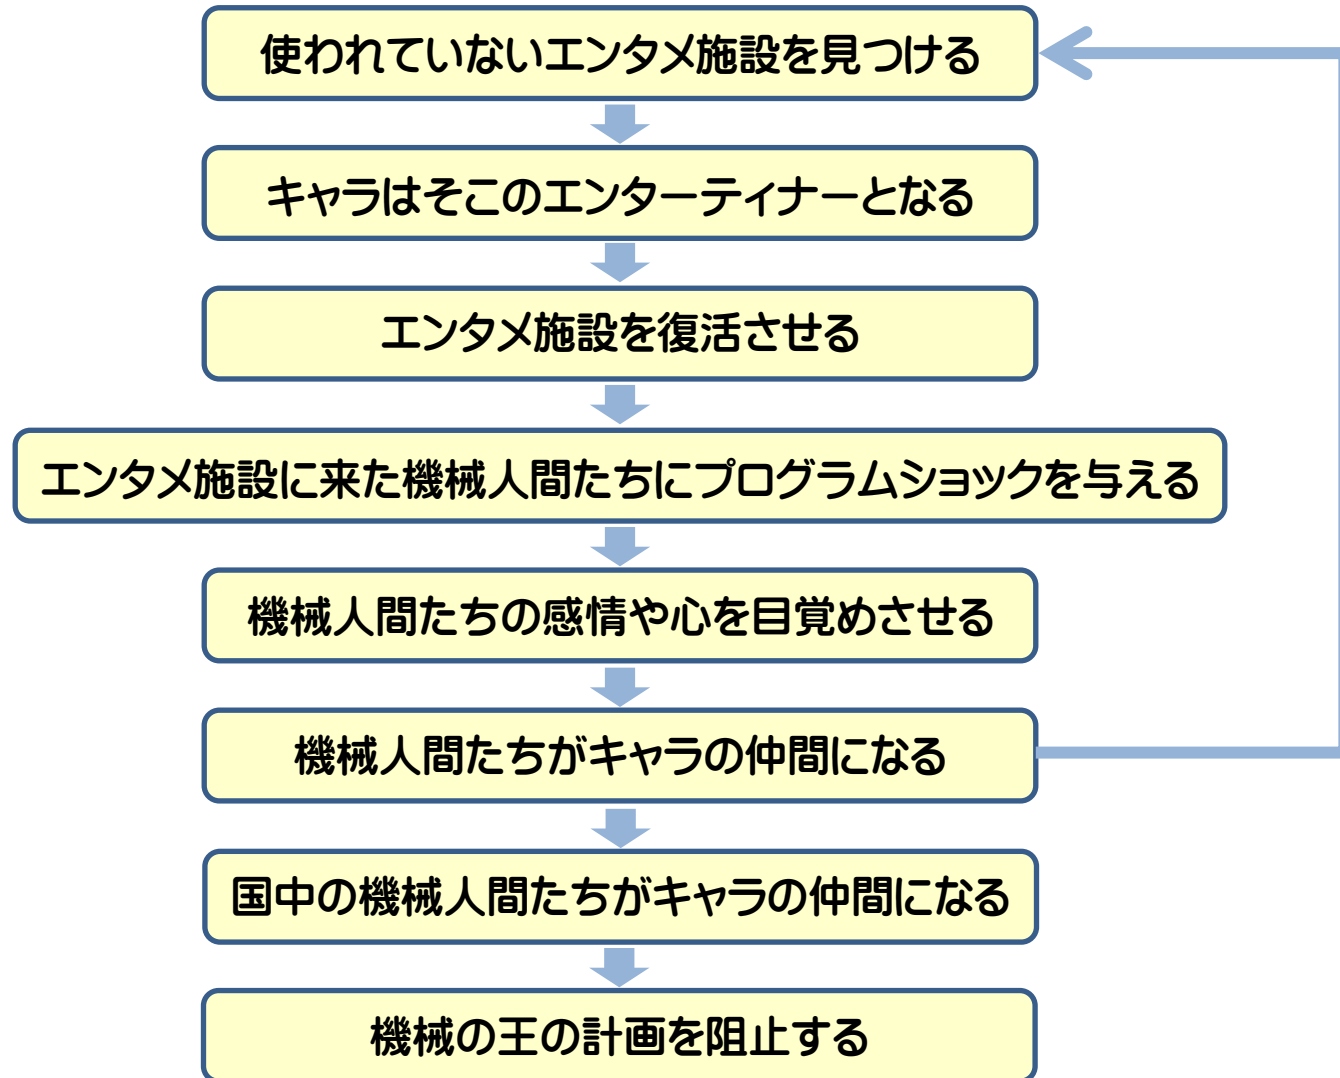 使われていないエンタメ施設を見つける
キャラはそこのエンターティナーとなる
エンタメ施設を復活させる
エンタメ施設に来た機械人間たちにプログラムショックを与える
機械人間たちの感情や心を目覚めさせる
機械人間たちがキャラの仲間になる
国中の機械人間たちがキャラの仲間になる
機械の王の計画を阻止する